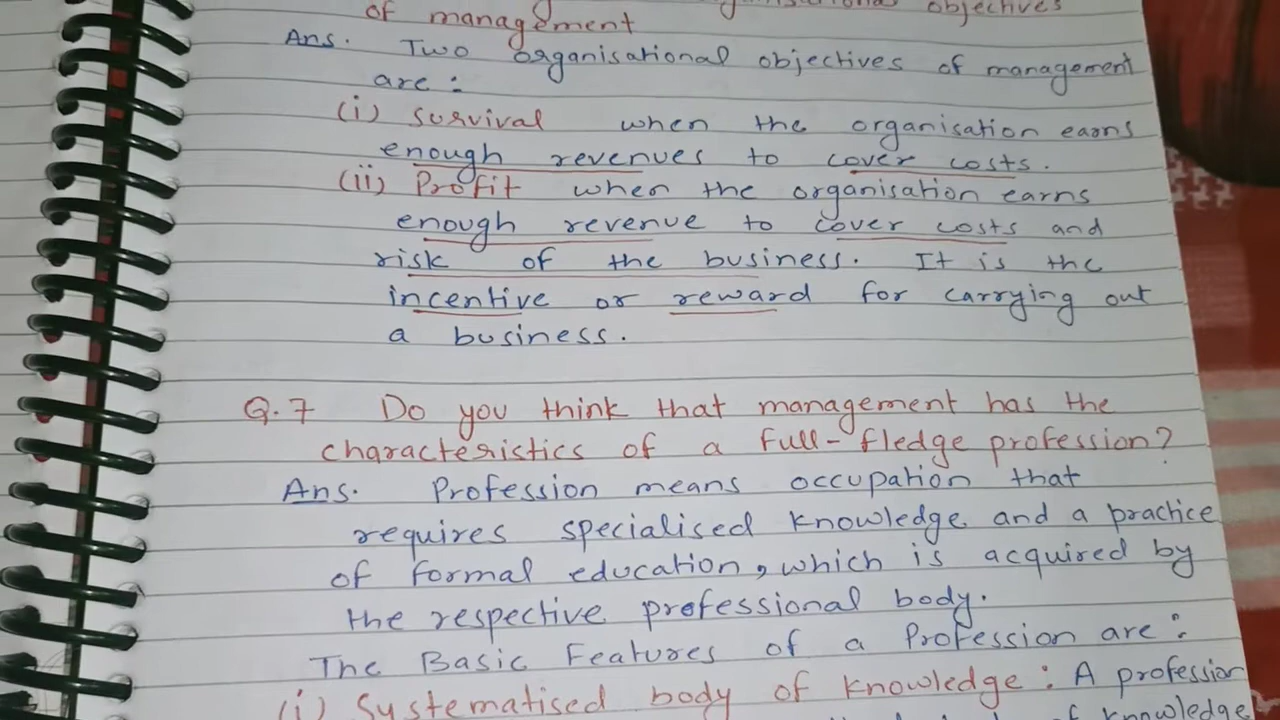 objectives
of management
Ans. Two organisational objectives of management
are :
(i) Survival when the organisation earns
enough revenues to cover costs.
(ii) Profit when the organisation earns
enough revenue to cover costs and
risk of the business. It is the
incentive or reward for carrying out
a business.
Q.7 Do you think that management has the
characteristics of a full-fledge profession?
Ans. Profession means occupation that
requires specialised knowledge and a practice
of formal education, which is acquired by
the respective professional body.
The Basic Features of a Profession are :
(i) Systematised body of knowledge : A profession
of knowledge